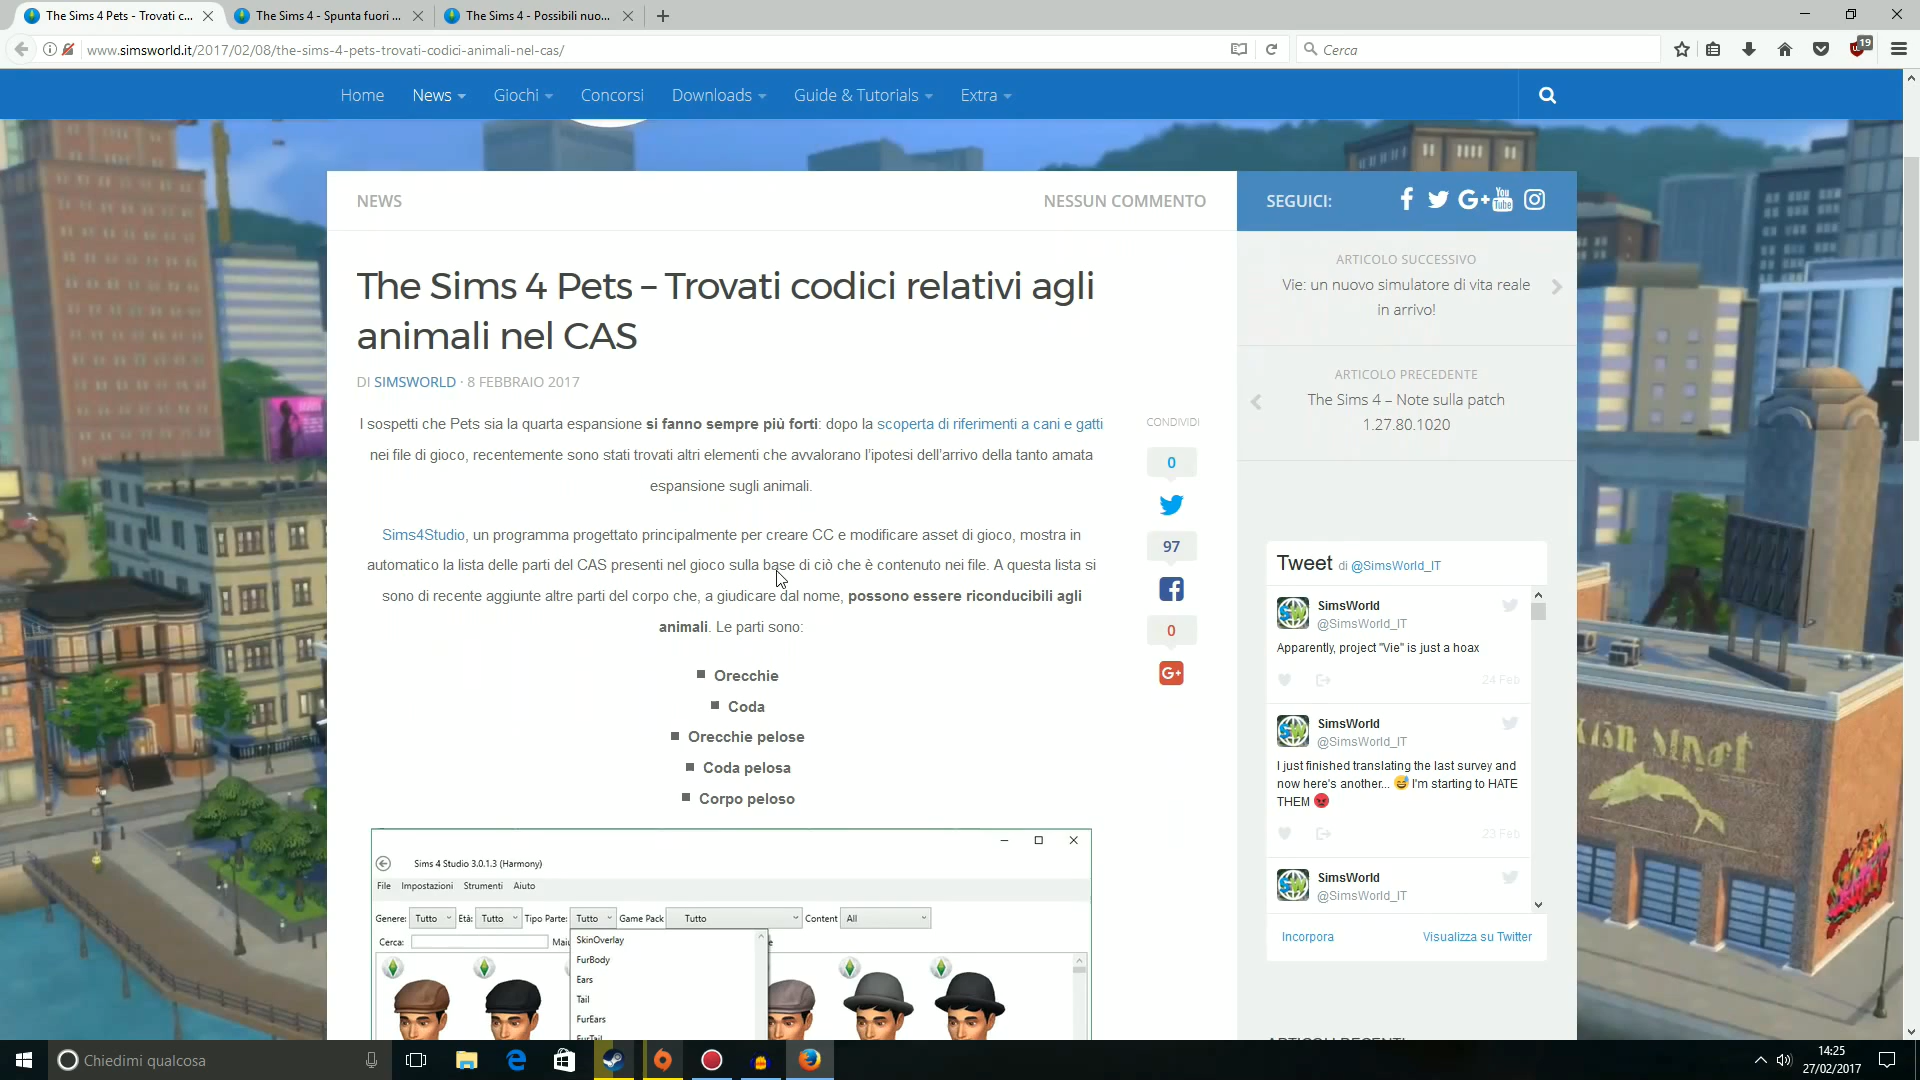 The Sims 4 Pets - Trovati c...
The Sims 4 - Spunta fuori ...
The Sims 4 - Possibili nuo...
www.simsworld.it/2017/02/08/the-sims-4-pets-trovati-codici-animali-nel-cas/
Cerca
19
Home
News
Giochi
Concorsi
Downloads
Guide & Tutorials
Extra
NEWS
NESSUN COMMENTO
The Sims 4 Pets – Trovati codici relativi agli
animali nel CAS
DI SIMSWORLD · 8 FEBBRAIO 2017
I sospetti che Pets sia la quarta espansione si fanno sempre più forti: dopo la scoperta di riferimenti a cani e gatti
nei file di gioco, recentemente sono stati trovati altri elementi che avvalorano l'ipotesi dell'arrivo della tanto amata
espansione sugli animali.
Sims4Studio, un programma progettato principalmente per creare CC e modificare asset di gioco, mostra in
automatico la lista delle parti del CAS presenti nel gioco sulla base di ciò che è contenuto nei file. A questa lista si
sono di recente aggiunte altre parti del corpo che, a giudicare dal nome, possono essere riconducibili agli
animali. Le parti sono:
Orecchie
Coda
Orecchie pelose
Coda pelosa
Corpo peloso
CONDIVIDI
0
97
0
G+
Sims 4 Studio 3.0.1.3 (Harmony)
File Impostazioni Strumenti Aiuto
Genere: Tutto Età: Tutto Tipo Parte: Tutto Game Pack Tutto Content All
Cerca:
SkinOverlay
FurBody
Ears
Tail
FurEars
FurTail
SEGUICI:
G+
You
Tube
ARTICOLO SUCCESSIVO
Vie: un nuovo simulatore di vita reale
in arrivo!
ARTICOLO PRECEDENTE
The Sims 4 – Note sulla patch
1.27.80.1020
Tweet di @SimsWorld_IT
SimsWorld
@SimsWorld_IT
Apparently, project "Vie" is just a hoax
24 Feb
SimsWorld
@SimsWorld_IT
I just finished translating the last survey and
now here's another... 😅 I'm starting to HATE
THEM 😡
23 Feb
SimsWorld
@SimsWorld_IT
Incorpora
Visualizza su Twitter
ARTICOLI RECENTI
Chiedimi qualcosa
14:25
27/02/2017